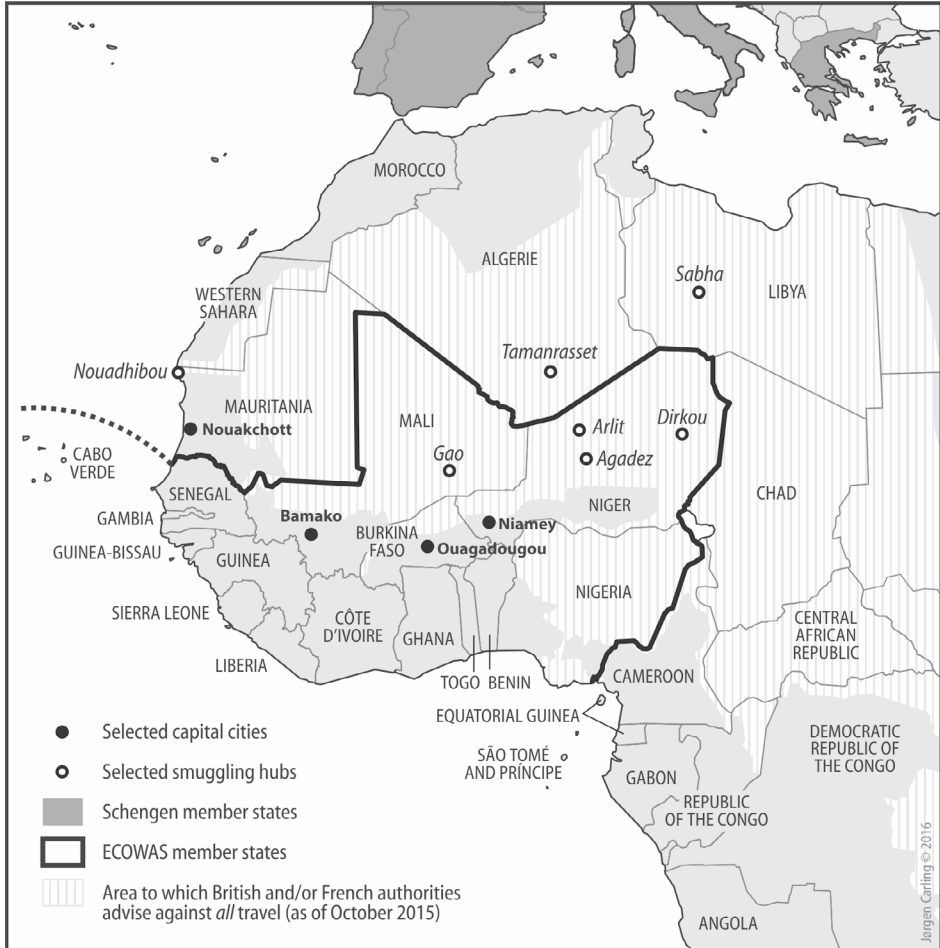 MOROCCO
ALGERIE
Sabha
LIBYA
WESTERN
SAHARA
Nouadhibou
Tamanrasset
MAURITANIA
Nouakchott
MALI
Gao
Arlit
Dirkou
Agadez
CABO
VERDE
SENEGAL
NIGER
CHAD
GAMBIA
Bamako
Niamey
BURKINA
FASO
Ouagadougou
GUINEA-BISSAU
GUINEA
NIGERIA
SIERRA LEONE
CÔTE
D'IVOIRE
GHANA
CENTRAL
AFRICAN
REPUBLIC
LIBERIA
TOGO BENIN
CAMEROON
EQUATORIAL GUINEA
SÃO TOMÉ
AND PRÍNCIPE
DEMOCRATIC
REPUBLIC OF
THE CONGO
GABON
REPUBLIC
OF THE CONGO
ANGOLA
Selected capital cities
Selected smuggling hubs
Schengen member states
ECOWAS member states
Area to which British and/or French authorities
advise against all travel (as of October 2015)
Jørgen Carling © 2016